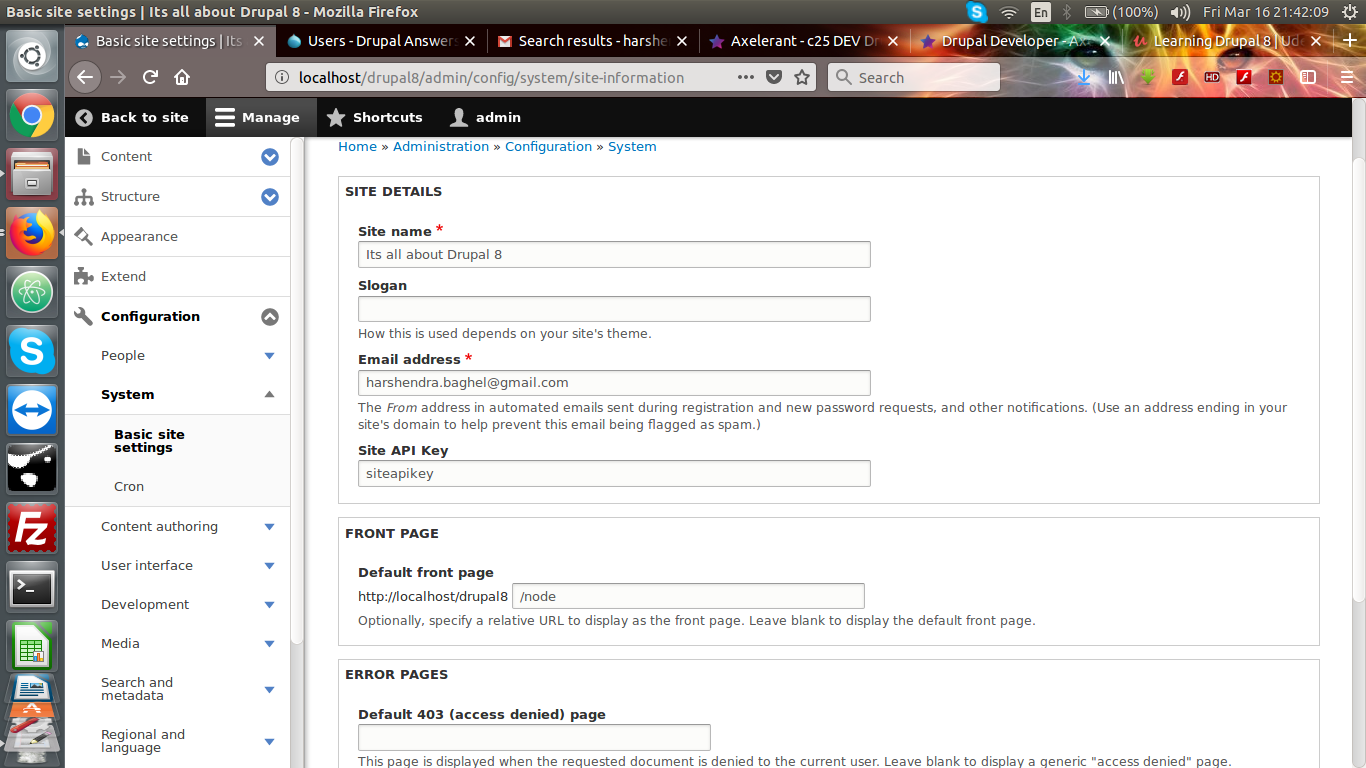 Basic site settings | Its all about Drupal 8 - Mozilla Firefox
En
(100%)
Fri Mar 16 21:42:09
Basic site settings | Its
Users - Drupal Answers
Search results - harshe
Axelerant - c25 DEV Dr
Drupal Developer - Axe
Learning Drupal 8 | Ude
localhost/drupal8/admin/config/system/site-information
Search
HD
Back to site
Manage
Shortcuts
admin
Content
Structure
Appearance
Extend
Configuration
People
System
Basic site
settings
Cron
Content authoring
User interface
Development
Media
Search and
metadata
Regional and
language
Home » Administration » Configuration » System
SITE DETAILS
Site name *
Its all about Drupal 8
Slogan
How this is used depends on your site's theme.
Email address *
harshendra.baghel@gmail.com
The From address in automated emails sent during registration and new password requests, and other notifications. (Use an address ending in your
site's domain to help prevent this email being flagged as spam.)
Site API Key
siteapikey
FRONT PAGE
Default front page
http://localhost/drupal8
/node
Optionally, specify a relative URL to display as the front page. Leave blank to display the default front page.
ERROR PAGES
Default 403 (access denied) page
This page is displayed when the requested document is denied to the current user. Leave blank to display a generic "access denied" page.